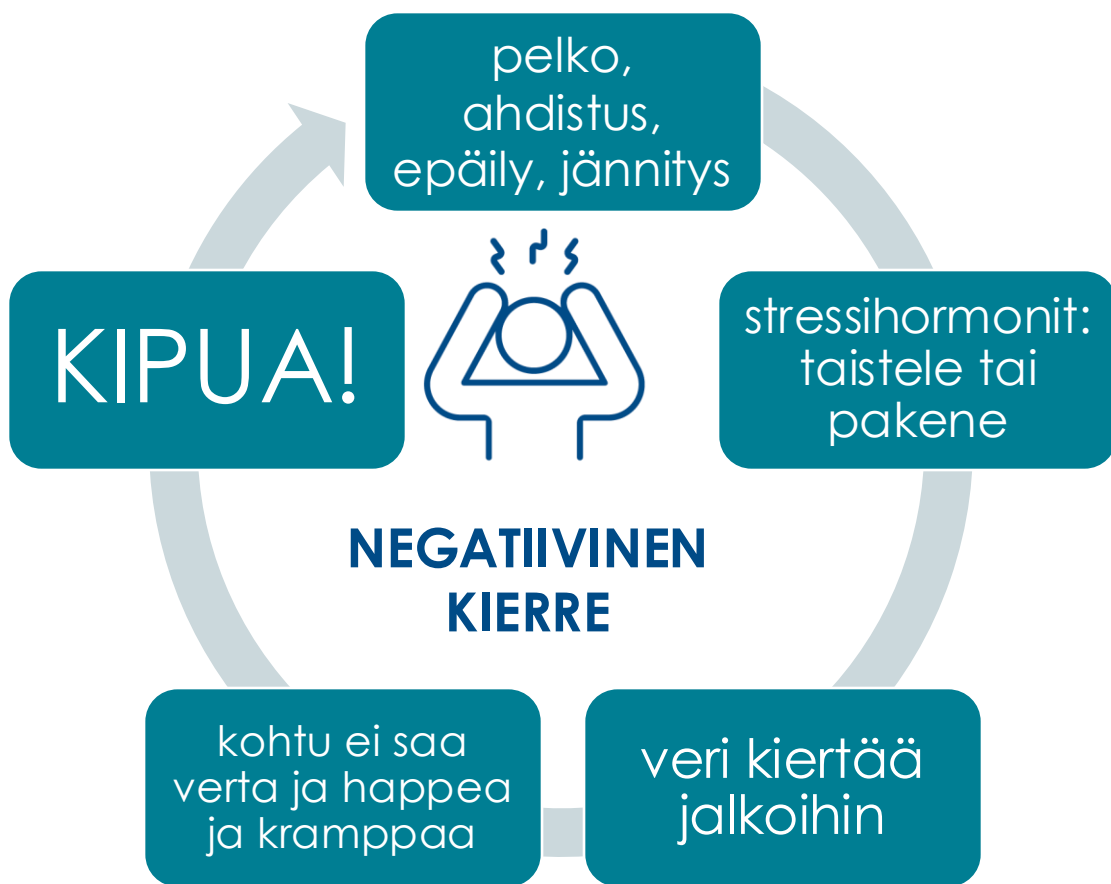 pelko,
ahdistus,
epäily, jännitys
stressihormonit:
taistele tai
pakene
veri kiertää
jalkoihin
kohtu ei saa
verta ja happea
ja kramppaa
KIPUA!
NEGATIIVINEN
KIERRE